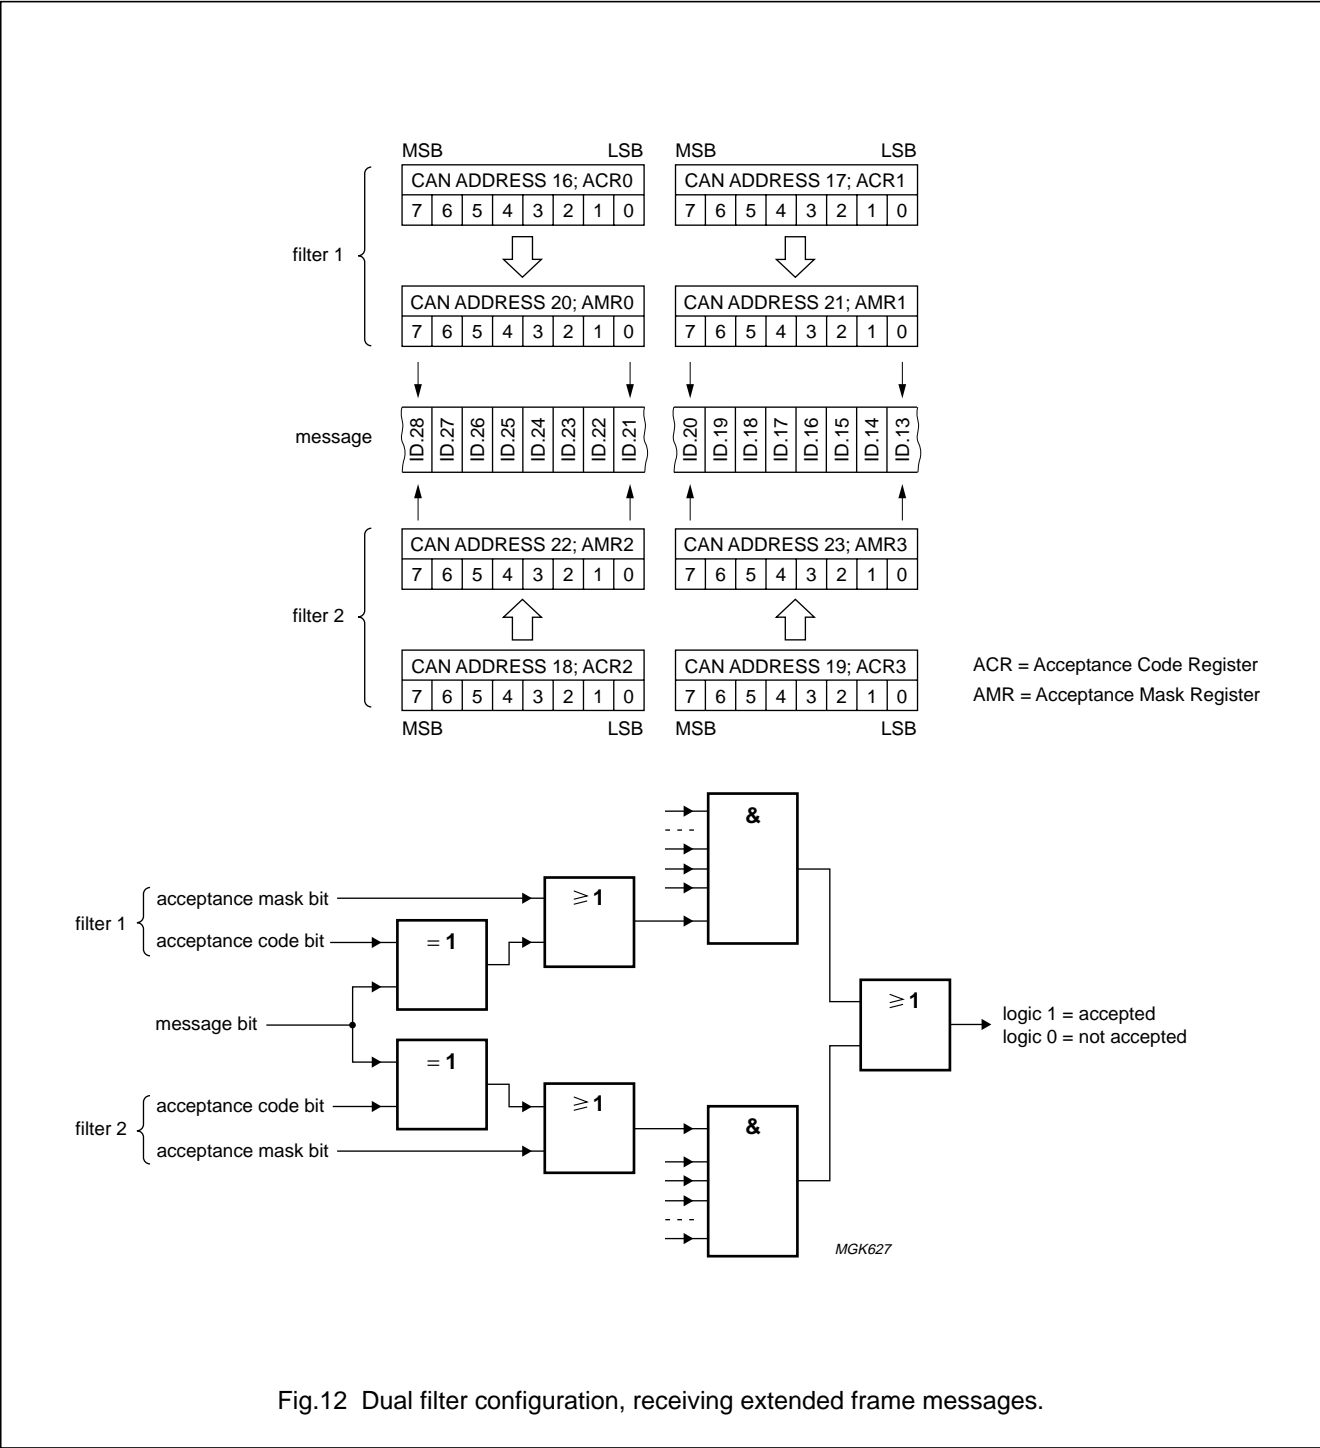 MSB LSB MSB LSB
CAN ADDRESS 16; ACR0 CAN ADDRESS 17; ACR1
7 6 5 4 3 2 1 0 7 6 5 4 3 2 1 0
filter 1
CAN ADDRESS 20; AMR0 CAN ADDRESS 21; AMR1
7 6 5 4 3 2 1 0 7 6 5 4 3 2 1 0
message
ID.28 ID.27 ID.26 ID.25 ID.24 ID.23 ID.22 ID.21 ID.20 ID.19 ID.18 ID.17 ID.16 ID.15 ID.14 ID.13
CAN ADDRESS 22; AMR2 CAN ADDRESS 23; AMR3
7 6 5 4 3 2 1 0 7 6 5 4 3 2 1 0
filter 2
CAN ADDRESS 18; ACR2 CAN ADDRESS 19; ACR3
7 6 5 4 3 2 1 0 7 6 5 4 3 2 1 0
MSB LSB MSB LSB
ACR = Acceptance Code Register
AMR = Acceptance Mask Register
&
filter 1
acceptance mask bit
≥ 1
acceptance code bit
= 1
message bit
≥ 1
logic 1 = accepted
logic 0 = not accepted
= 1
filter 2
acceptance code bit
≥ 1
acceptance mask bit
&
MGK627
Fig.12 Dual filter configuration, receiving extended frame messages.